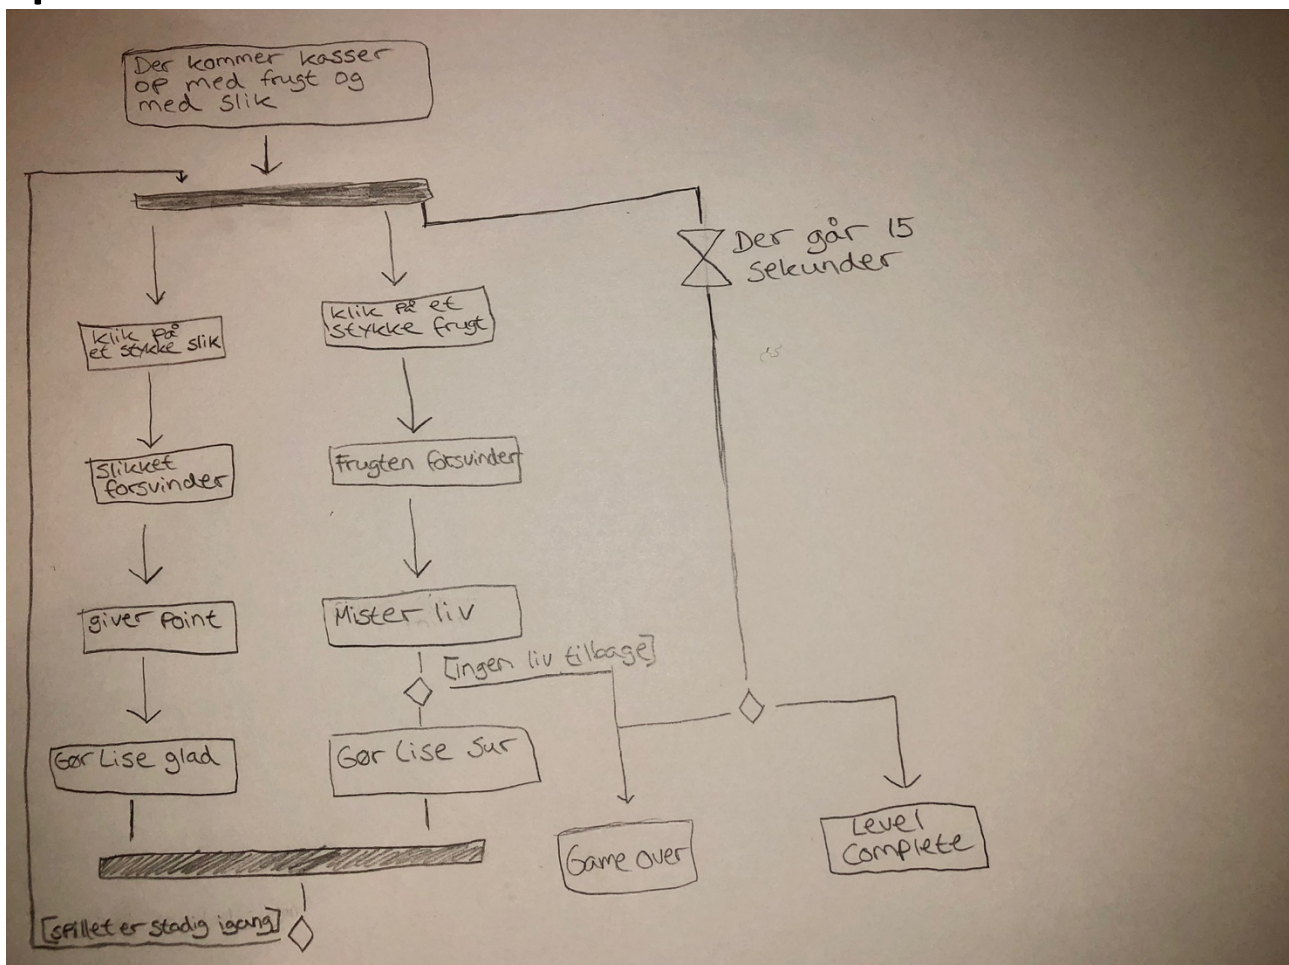 Der kommer kasser
op med frugt og
med slik
Der går 15
sekunder
klik på
et stykke slik
klik på et
stykke frugt
Slikket
forsvinder
Frugten forsvinder
giver point
Mister liv
[ingen liv tilbage]
Gør Lise glad
Gør Lise sur
Game over
Level
complete
[spillet er stadig igang]